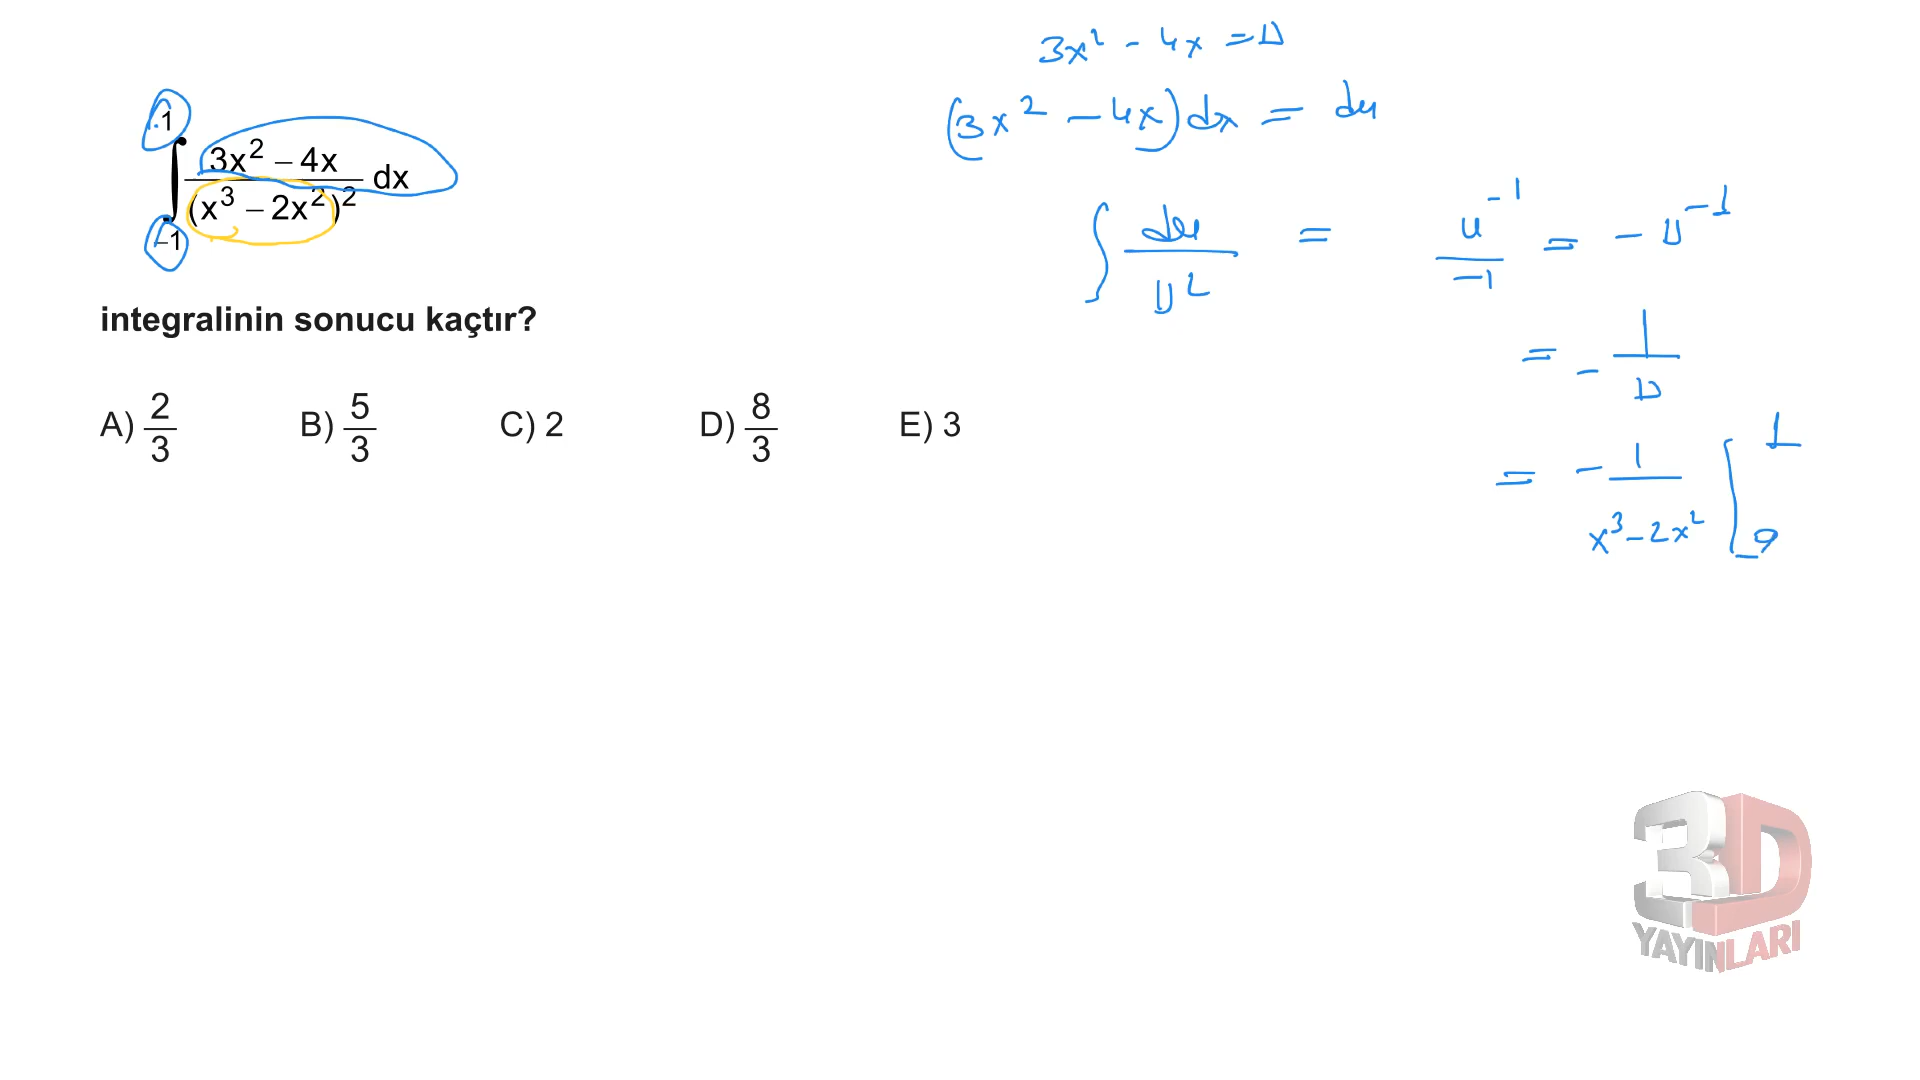 ∫₋₁¹ (3x² – 4x)/(x³ – 2x²)² dx
integralinin sonucu kaçtır?
A) 2/3 B) 5/3 C) 2 D) 8/3 E) 3
3x² - 4x = u
(3x² - 4x) dx = du
∫ du/u² = u⁻¹/-1 = - u⁻¹
= - 1/u
= - 1/(x³ - 2x²) 1
3D
YAYINLARI